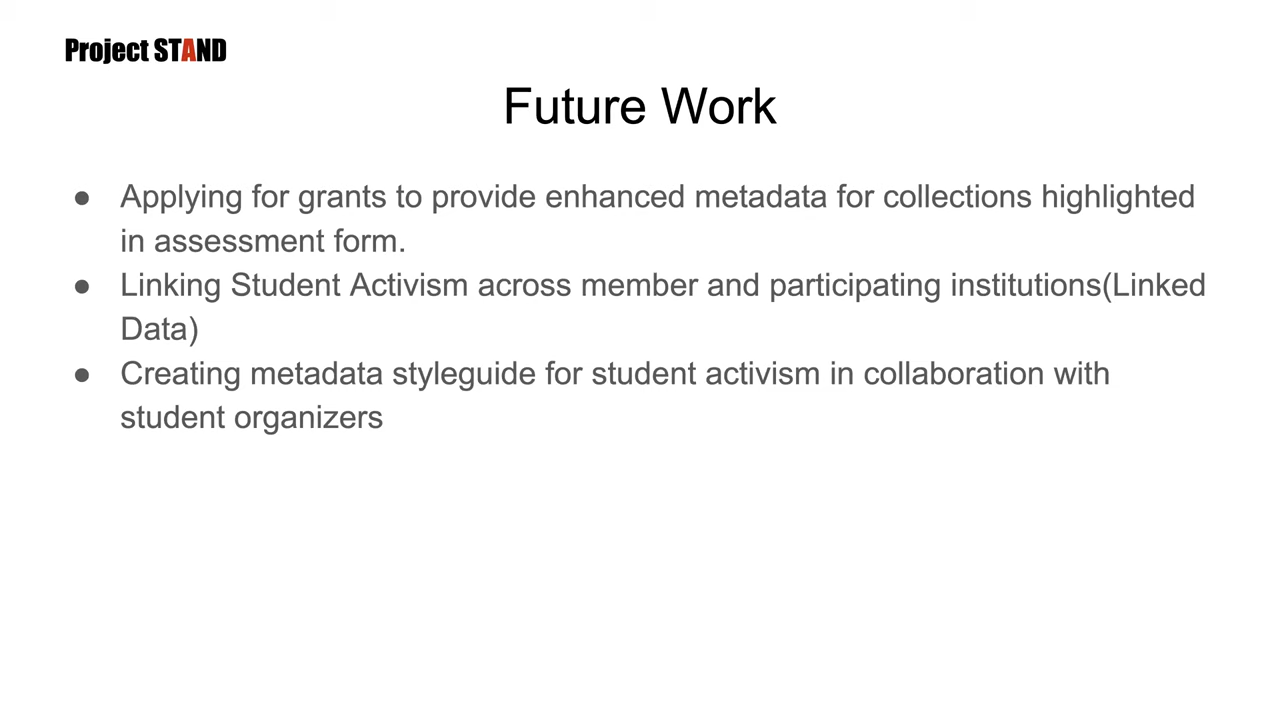 Project STAND
Future Work
● Applying for grants to provide enhanced metadata for collections highlighted
in assessment form.
● Linking Student Activism across member and participating institutions(Linked
Data)
● Creating metadata styleguide for student activism in collaboration with
student organizers